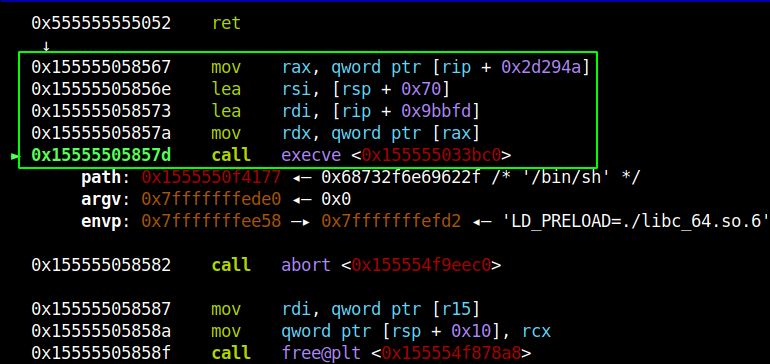 0x555555555052 ret
↓
0x155555058567 mov rax, qword ptr [rip + 0x2d294a]
0x15555505856e lea rsi, [rsp + 0x70]
0x155555058573 lea rdi, [rip + 0x9bbfd]
0x15555505857a mov rdx, qword ptr [rax]
► 0x15555505857d call execve <0x155555033bc0>
path: 0x1555550f4177 ◂— 0x68732f6e69622f /* '/bin/sh' */
argv: 0x7fffffffede0 ◂— 0x0
envp: 0x7fffffffee58 —▸ 0x7fffffffefd2 ◂— 'LD_PRELOAD=./libc_64.so.6'
0x155555058582 call abort <0x155554f9eec0>
0x155555058587 mov rdi, qword ptr [r15]
0x15555505858a mov qword ptr [rsp + 0x10], rcx
0x15555505858f call free@plt <0x155554f878a8>